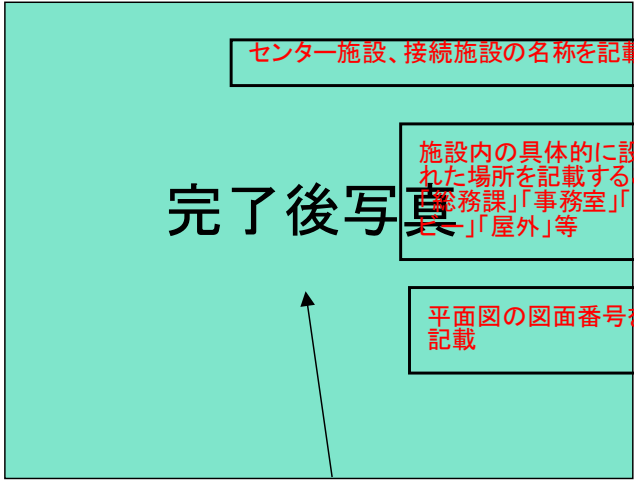 センター施設、接続施設の名称を記
施設内の具体的に設
れた場所を記載する
「総務課」「事務室」「
ビー」「屋外」等
完了後写真
平面図の図面番号
記載